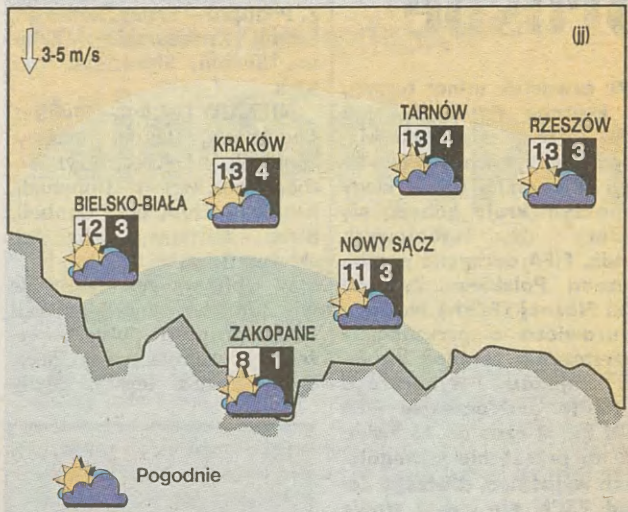 3-5 m/s
(jj)
TARNÓW
13 4
RZESZÓW
13 3
KRAKÓW
13 4
BIELSKO-BIAŁA
12 3
NOWY SĄCZ
11 3
ZAKOPANE
8 1
Pogodnie